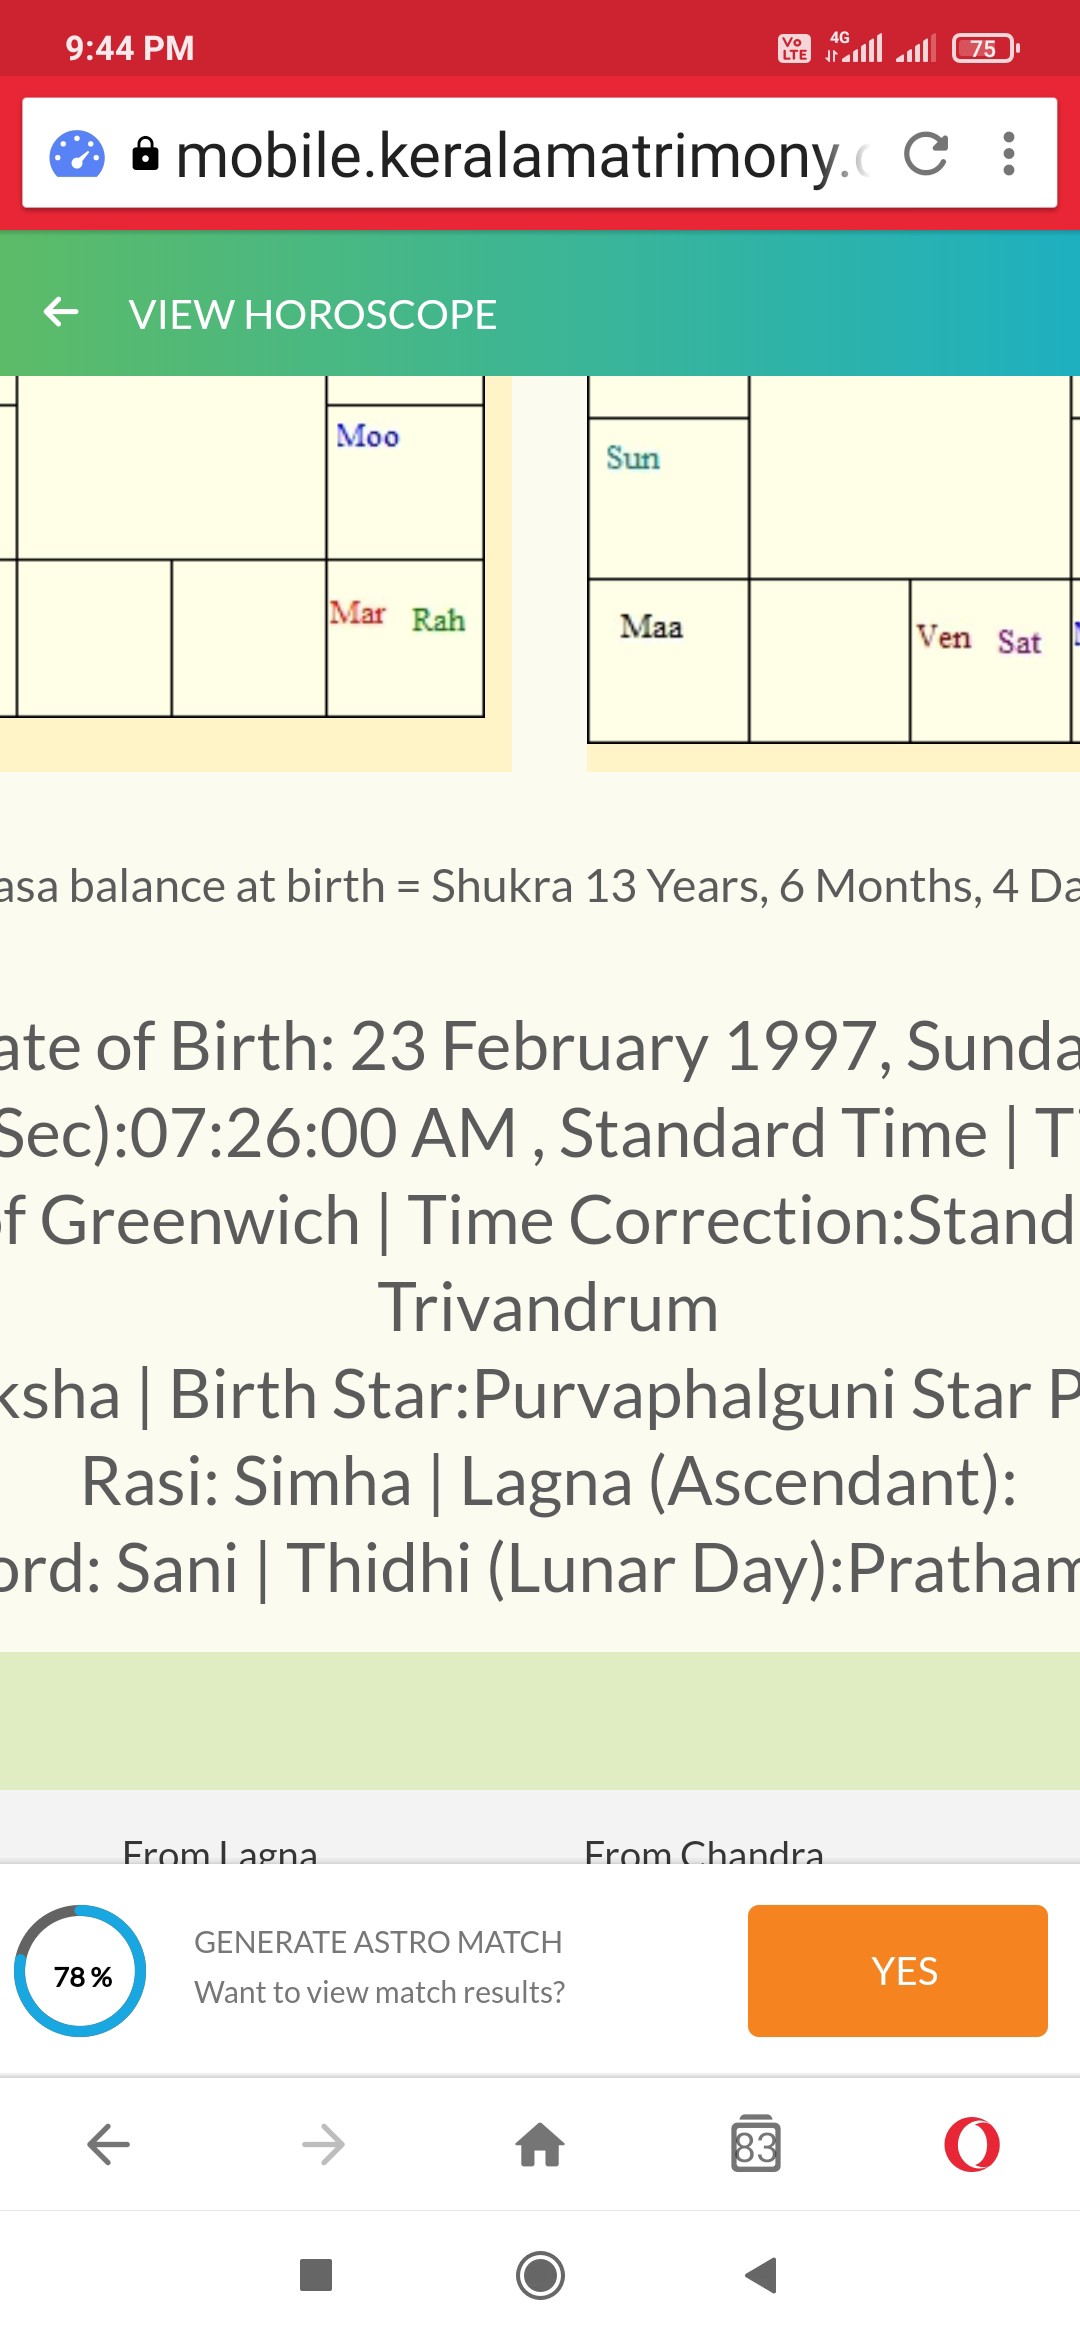 9:44 PM
Vo LTE 4G 75
mobile.keralamatrimony.
VIEW HOROSCOPE
Moo
Sun
Mar Rah
Maa
Ven Sat
asa balance at birth = Shukra 13 Years, 6 Months, 4 Da
ate of Birth: 23 February 1997, Sunda
Sec):07:26:00 AM , Standard Time | T
of Greenwich | Time Correction:Stand
Trivandrum
ksha | Birth Star:Purvaphalguni Star P
Rasi: Simha | Lagna (Ascendant):
ord: Sani | Thidhi (Lunar Day):Pratham
From Lagna From Chandra
78%
GENERATE ASTRO MATCH
Want to view match results?
YES
83